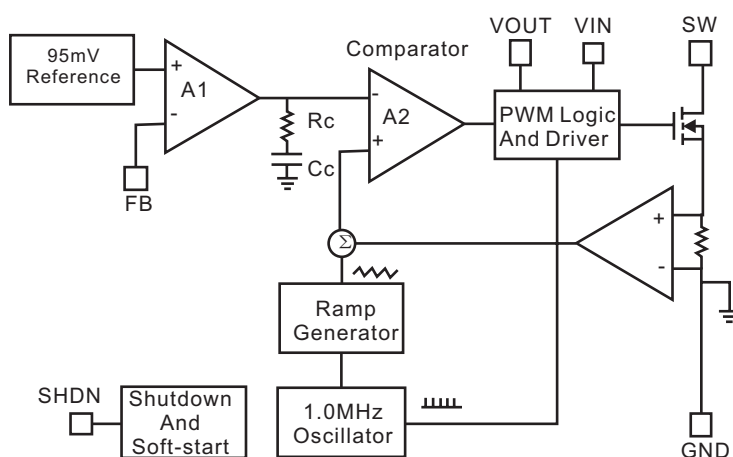 VOUT VIN SW
95mV
Reference
+
-
A1
Comparator
-
A2
+
PWM Logic
And Driver
Rc
Cc
FB
Σ
+
-
Ramp
Generator
SHDN
Shutdown
And
Soft-start
1.0MHz
Oscillator
GND